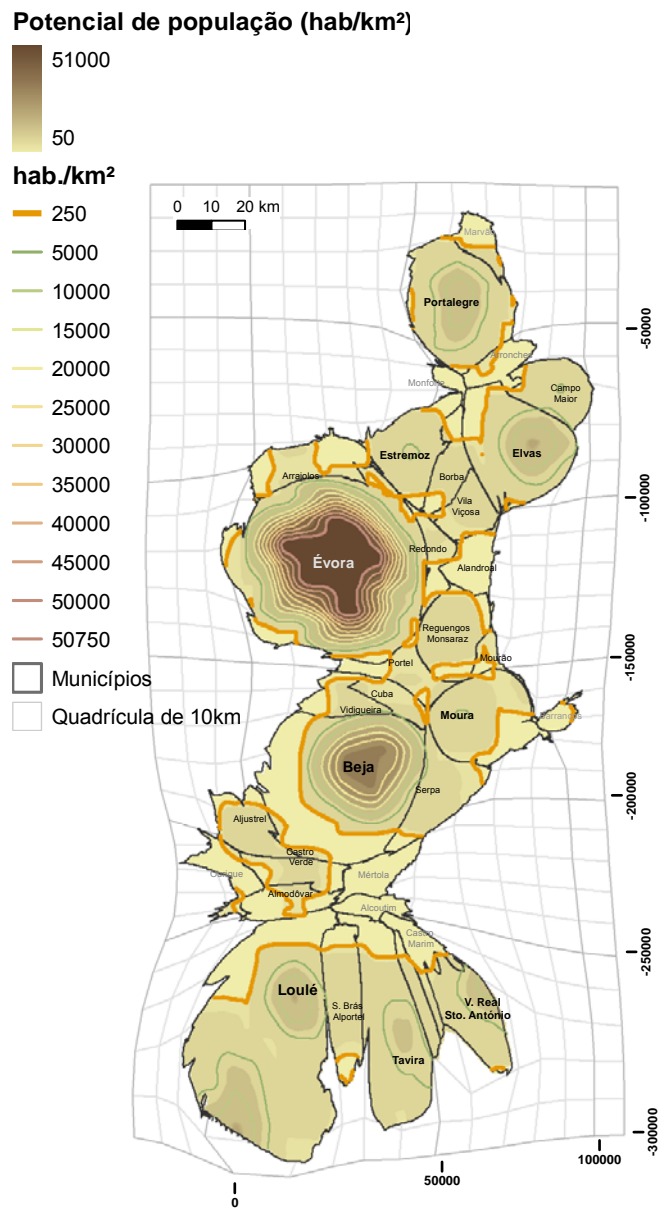 Potencial de população (hab/km²)
51000
50
hab./km²
250
5000
10000
15000
20000
25000
30000
35000
40000
45000
50000
50750
Municípios
Quadrícula de 10km
0 10 20 km
Marvão
Portalegre
-50000
Arronches
Monforte
Campo
Maior
Estremoz
Elvas
Arraiolos
Borba
-100000
Vila
Viçosa
Redondo
Évora
Alandroal
Reguengos
Monsaraz
-150000
Portel
Mourão
Cuba
Vidigueira
Moura
Barrancos
Beja
Serpa
-200000
Aljustrel
Castro
Verde
Ourique
Mértola
Almodôvar
Alcoutim
Castro
Marim
-250000
Loulé
S. Brás
Alportel
V. Real
Sto. António
Tavira
-300000
100000
50000
0